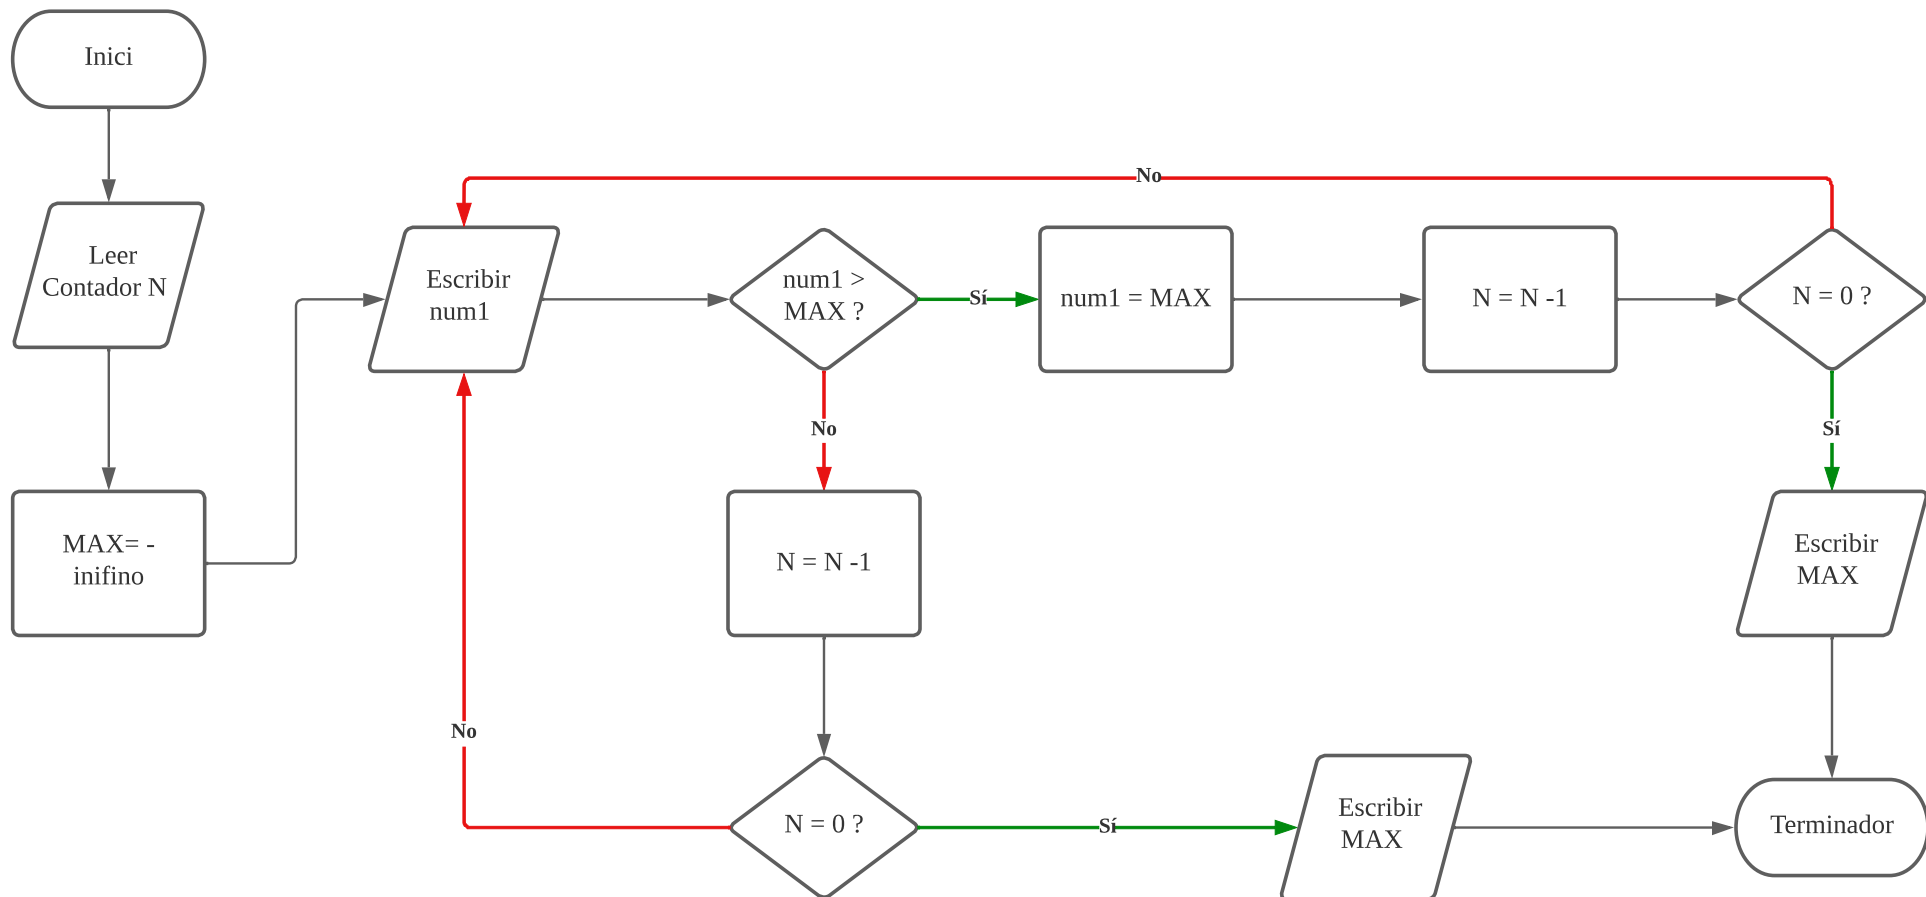 Inici
Leer
Contador N
MAX= -
inifino
Escribir
num1
num1 >
MAX ?
Sí
num1 = MAX
N = N -1
N = 0 ?
No
Sí
Escribir
MAX
No
N = N -1
N = 0 ?
No
Sí
Escribir
MAX
Terminador